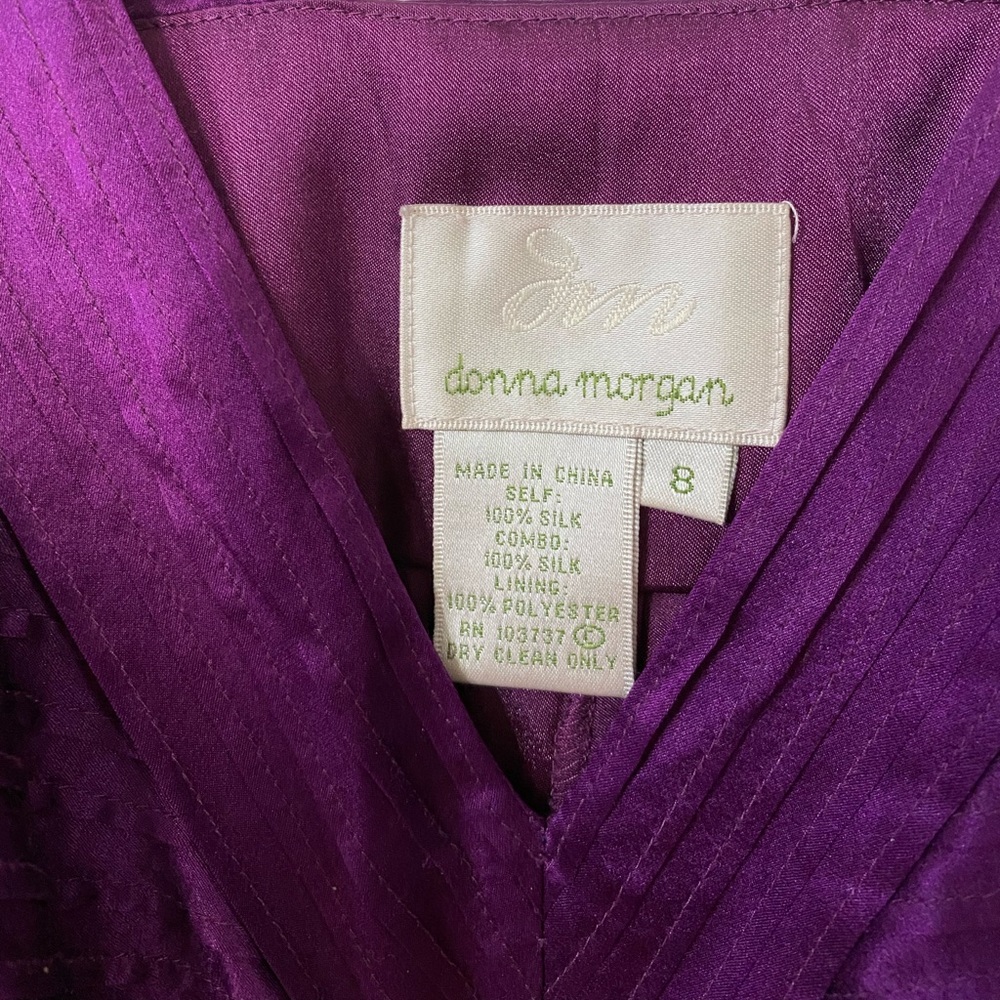 dm
donna morgan
8
MADE IN CHINA
SELF:
100% SILK
COMBO:
100% SILK
LINING:
100% POLYESTER
RN 103737 Ⓒ
DRY CLEAN ONLY